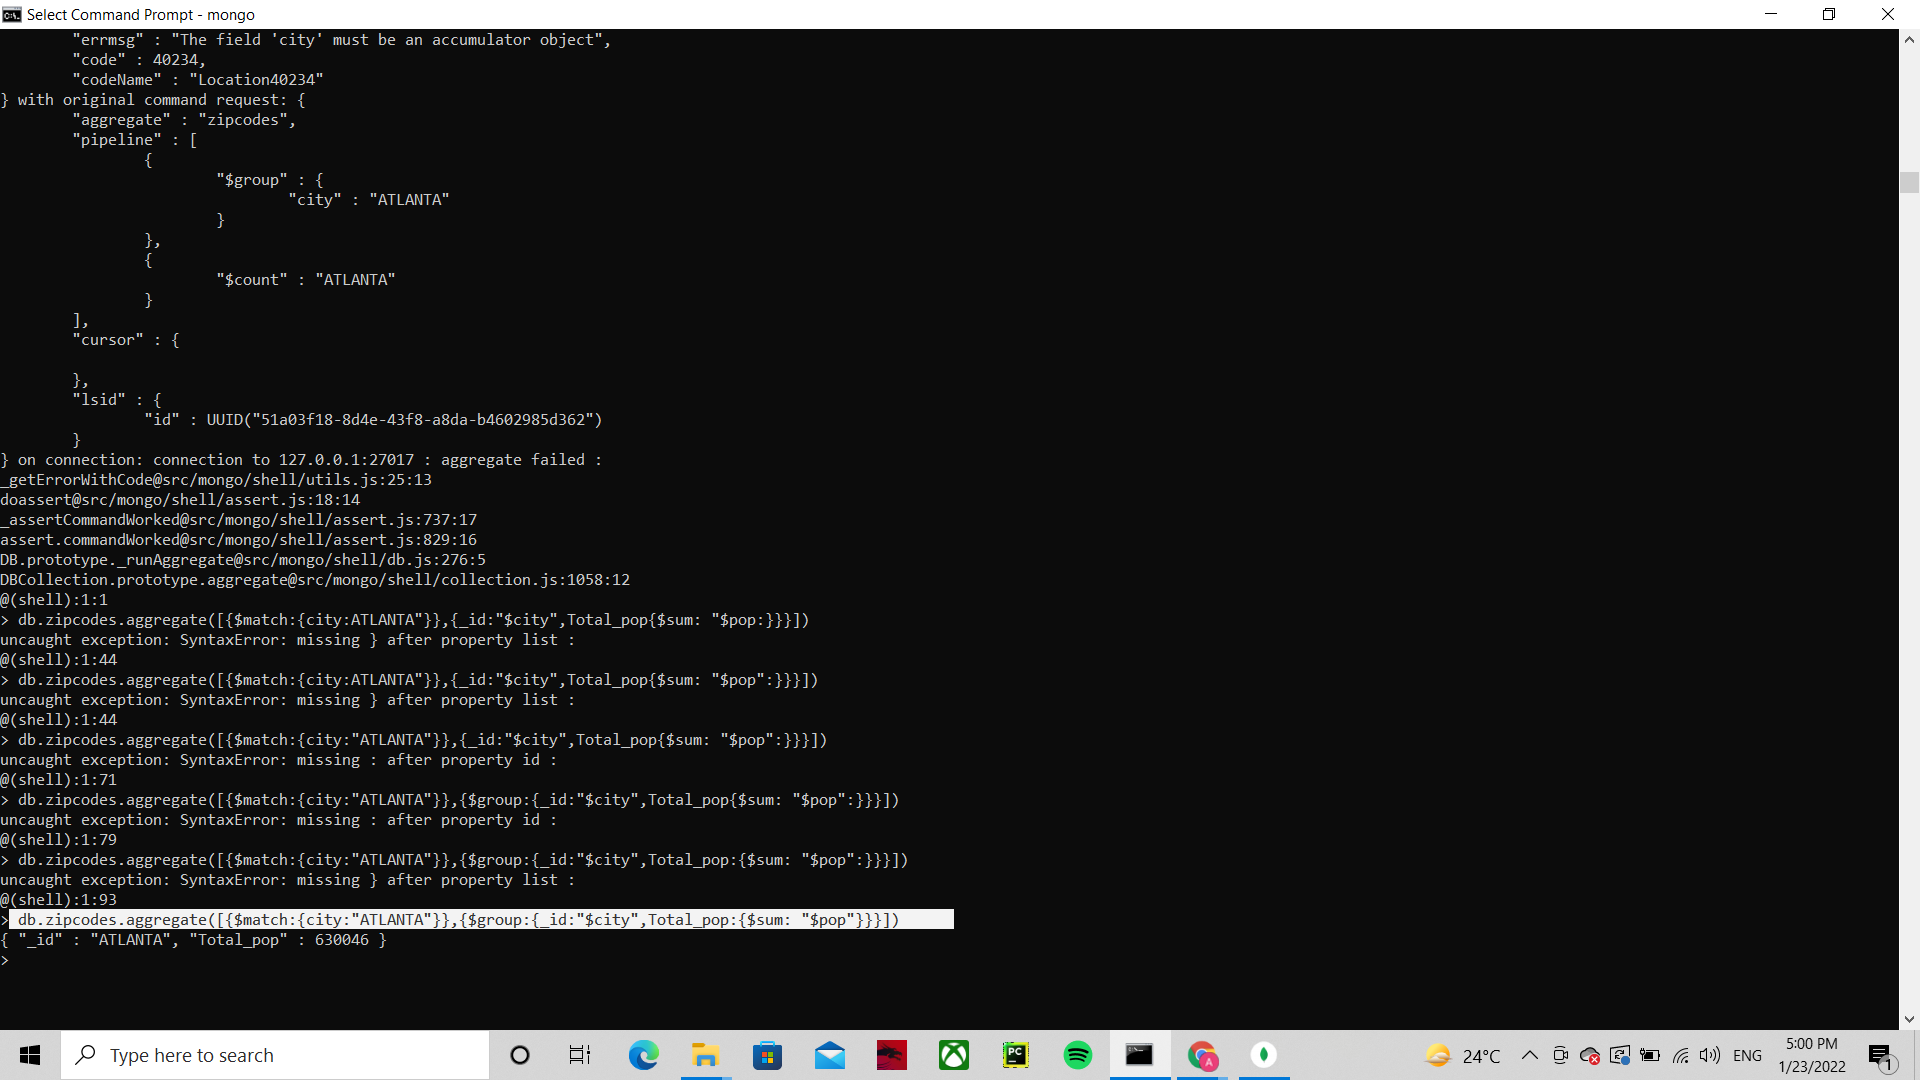 Select Command Prompt - mongo
"errmsg" : "The field 'city' must be an accumulator object",
"code" : 40234,
"codeName" : "Location40234"
} with original command request: {
"aggregate" : "zipcodes",
"pipeline" : [
{
"$group" : {
"city" : "ATLANTA"
}
},
{
"$count" : "ATLANTA"
}
],
"cursor" : {
},
"lsid" : {
"id" : UUID("51a03f18-8d4e-43f8-a8da-b4602985d362")
}
} on connection: connection to 127.0.0.1:27017 : aggregate failed :
_getErrorWithCode@src/mongo/shell/utils.js:25:13
doassert@src/mongo/shell/assert.js:18:14
_assertCommandWorked@src/mongo/shell/assert.js:737:17
assert.commandWorked@src/mongo/shell/assert.js:829:16
DB.prototype._runAggregate@src/mongo/shell/db.js:276:5
DBCollection.prototype.aggregate@src/mongo/shell/collection.js:1058:12
@(shell):1:1
> db.zipcodes.aggregate([{$match:{city:ATLANTA"}},{_id:"$city",Total_pop{$sum: "$pop:}}}])
uncaught exception: SyntaxError: missing } after property list :
@(shell):1:44
> db.zipcodes.aggregate([{$match:{city:ATLANTA"}},{_id:"$city",Total_pop{$sum: "$pop":}}}])
uncaught exception: SyntaxError: missing } after property list :
@(shell):1:44
> db.zipcodes.aggregate([{$match:{city:"ATLANTA"}},{_id:"$city",Total_pop{$sum: "$pop":}}}])
uncaught exception: SyntaxError: missing : after property id :
@(shell):1:71
> db.zipcodes.aggregate([{$match:{city:"ATLANTA"}},{$group:{_id:"$city",Total_pop{$sum: "$pop":}}}])
uncaught exception: SyntaxError: missing : after property id :
@(shell):1:79
> db.zipcodes.aggregate([{$match:{city:"ATLANTA"}},{$group:{_id:"$city",Total_pop:{$sum: "$pop":}}}])
uncaught exception: SyntaxError: missing } after property list :
@(shell):1:93
> db.zipcodes.aggregate([{$match:{city:"ATLANTA"}},{$group:{_id:"$city",Total_pop:{$sum: "$pop"}}}])
{ "_id" : "ATLANTA", "Total_pop" : 630046 }
>
Type here to search
PC
A
24°C
ENG
5:00 PM
1/23/2022
1